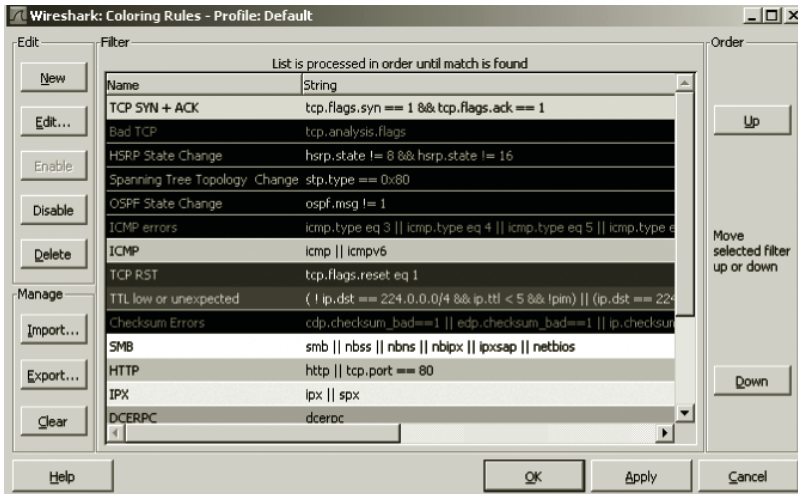 Wireshark: Coloring Rules - Profile: Default
Edit
Filter
Order
List is processed in order until match is found
New
Edit...
Enable
Disable
Delete
Manage
Import...
Export...
Clear
Name String
TCP SYN + ACK tcp.flags.syn == 1 && tcp.flags.ack == 1
Bad TCP tcp.analysis.flags
HSRP State Change hsrp.state != 8 && hsrp.state != 16
Spanning Tree Topology Change stp.type == 0x80
OSPF State Change ospf.msg != 1
ICMP errors icmp.type eq 3 || icmp.type eq 4 || icmp.type eq 5 || icmp.type e
ICMP icmp || icmpv6
TCP RST tcp.flags.reset eq 1
TTL low or unexpected ( ! ip.dst == 224.0.0.0/4 && ip.ttl < 5 && !pim) || (ip.dst == 224
Checksum Errors cdp.checksum_bad==1 || edp.checksum_bad==1 || ip.checksum
SMB smb || nbss || nbns || nbipx || ipxsap || netbios
HTTP http || tcp.port == 80
IPX ipx || spx
DCERPC dcerpc
Up
Move
selected filter
up or down
Down
Help
OK
Apply
Cancel